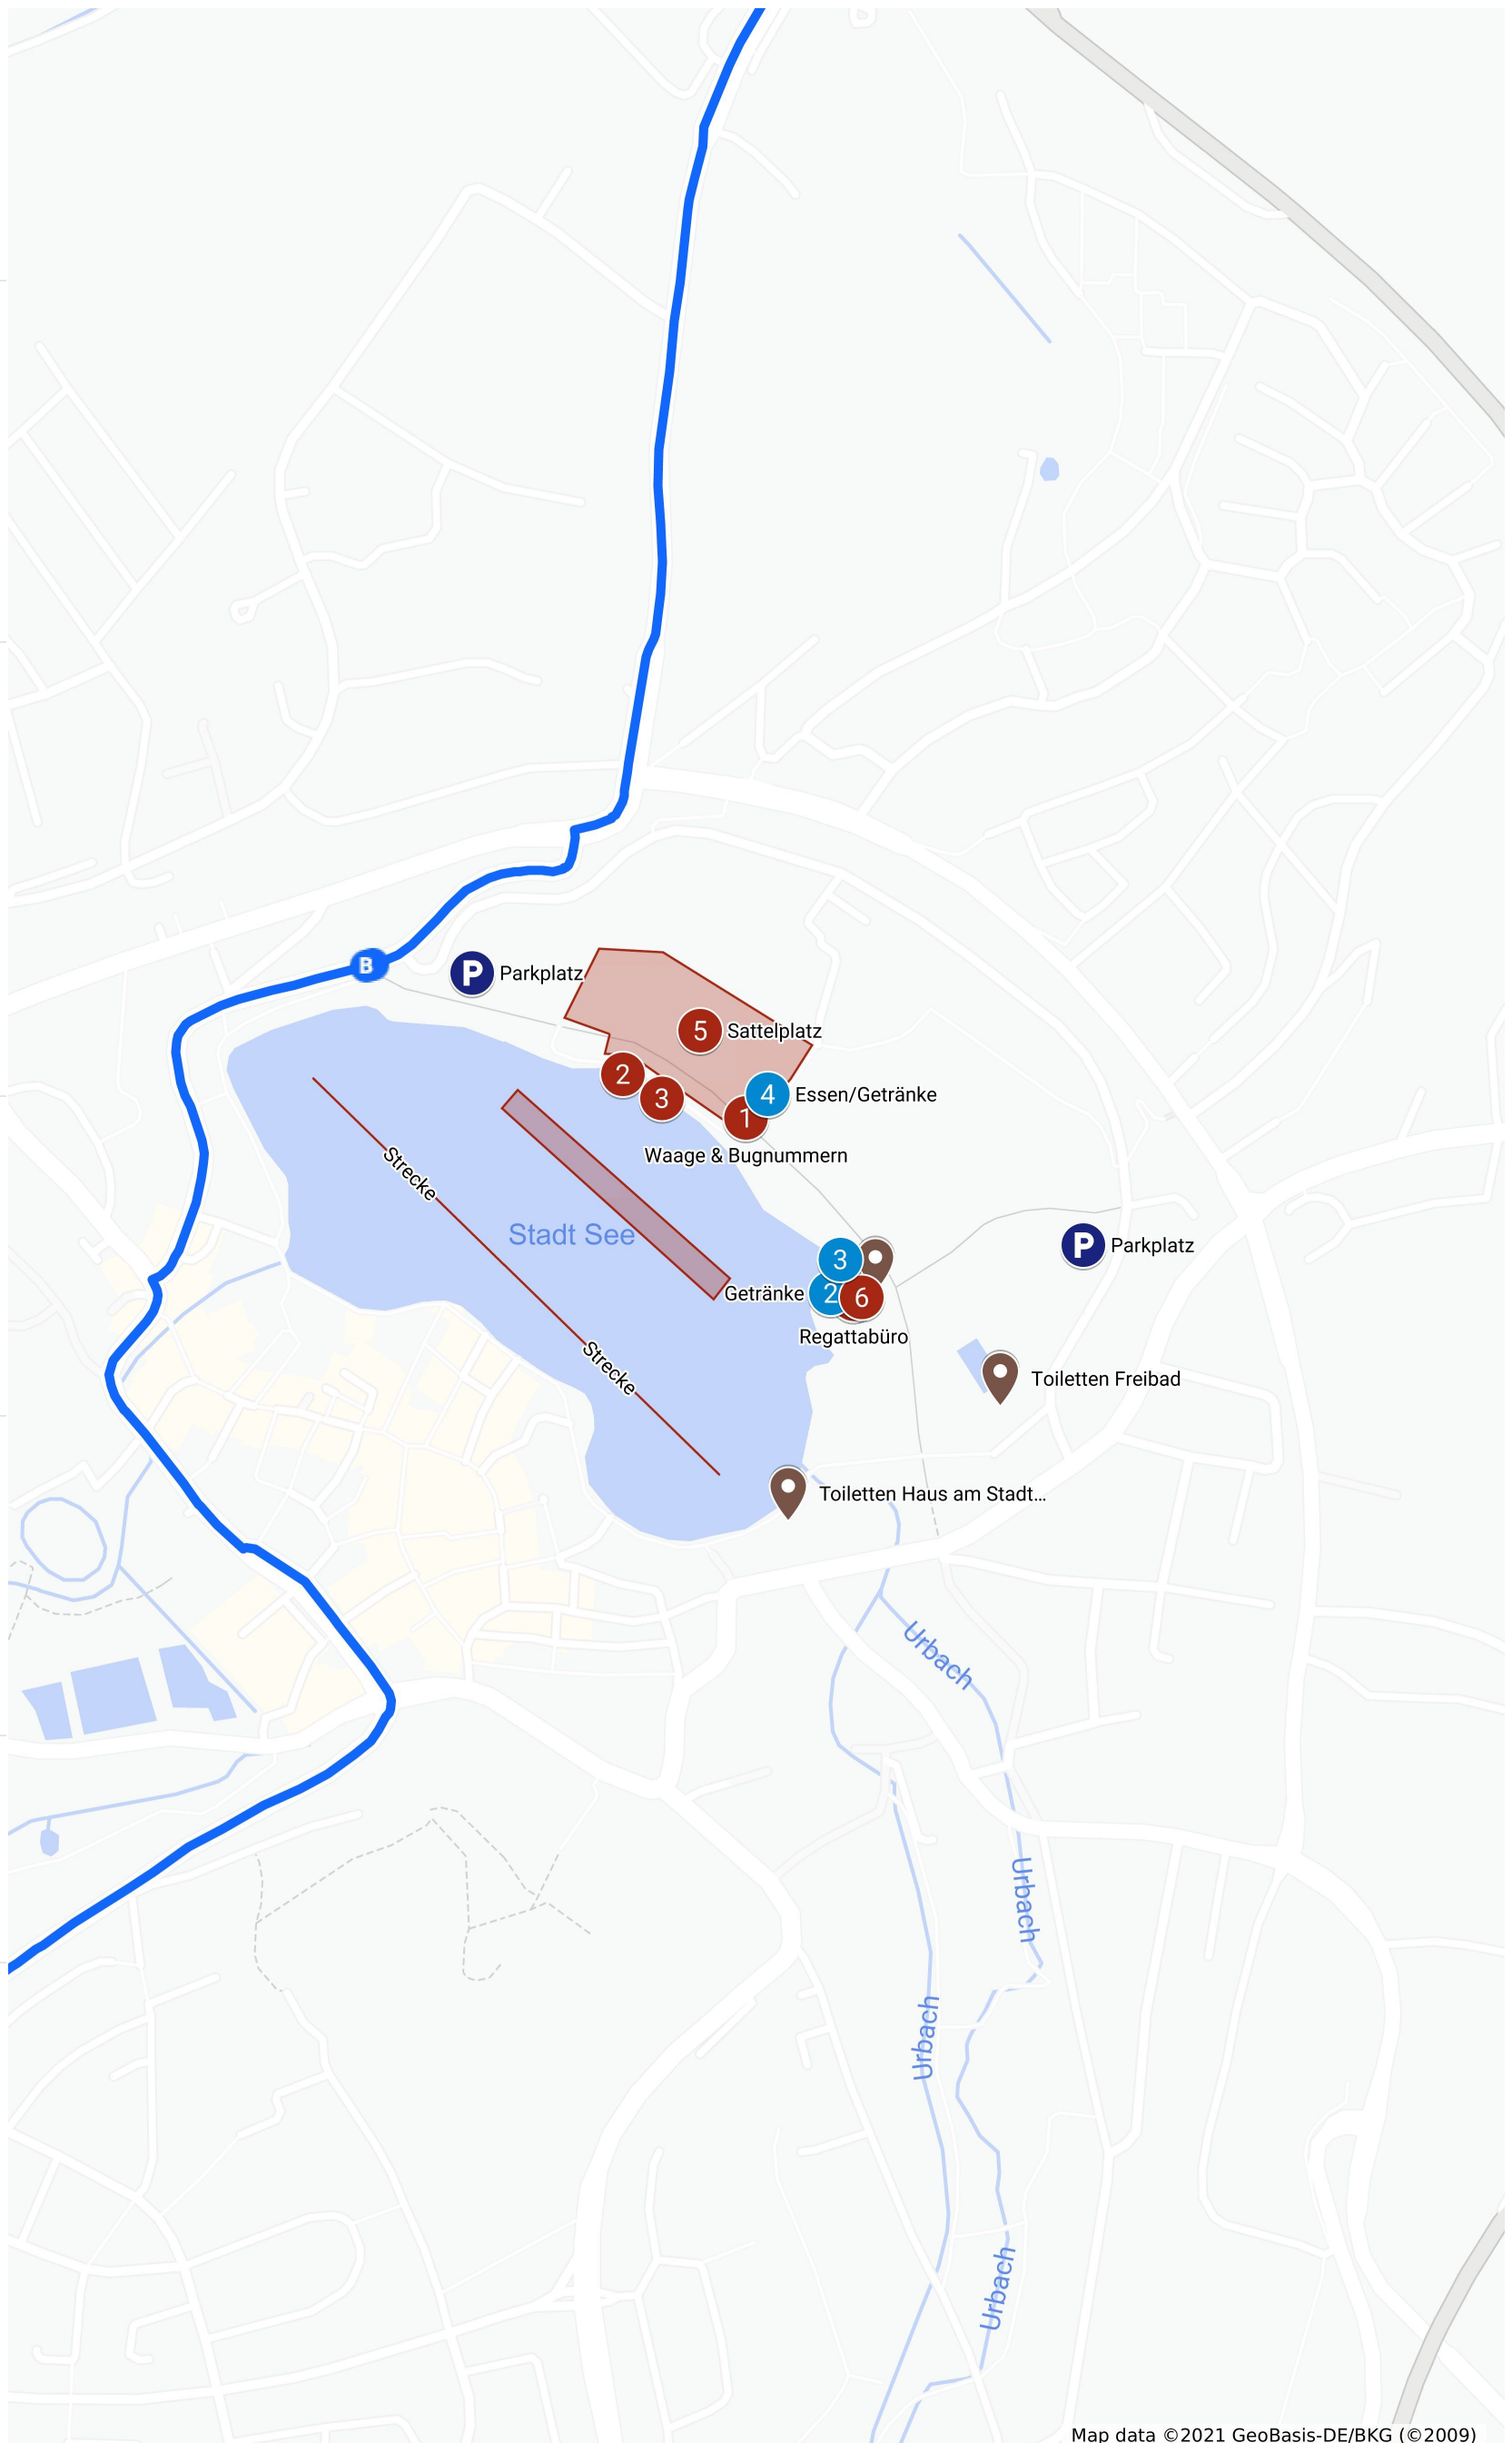 B
P Parkplatz
5 Sattelplatz
2
3
4 Essen/Getränke
1
Waage & Bugnummern
Strecke
Stadt See
P Parkplatz
3
Getränke 2 6
Regattabüro
Strecke
Toiletten Freibad
Toiletten Haus am Stadt...
Urbach
Urbach
Urbach
Urbach
Map data ©2021 GeoBasis-DE/BKG (©2009)